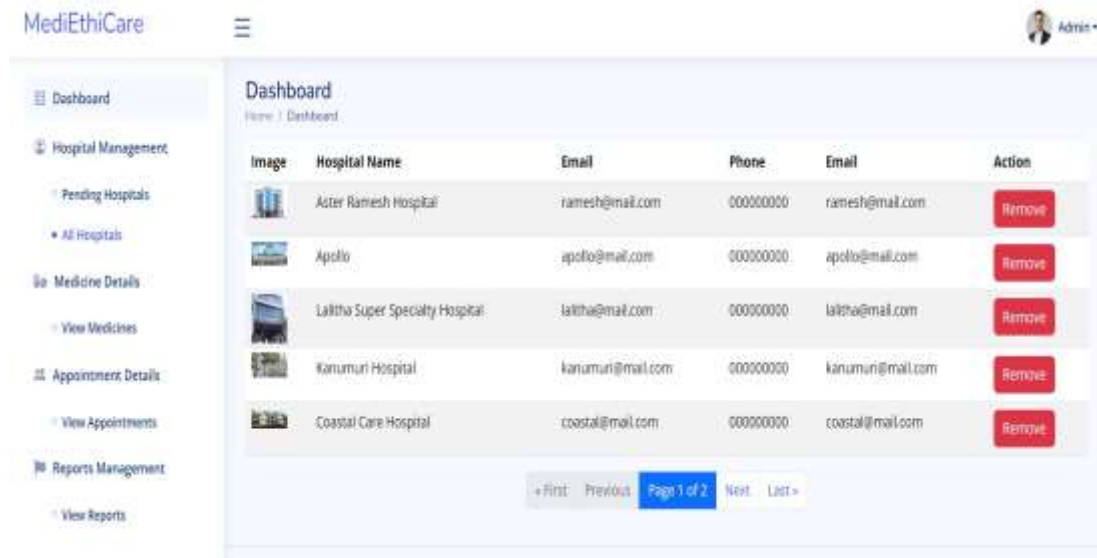 MediEthiCare
Admin
Dashboard
Hospital Management
Pending Hospitals
All Hospitals
Medicine Details
View Medicines
Appointment Details
View Appointments
Reports Management
View Reports
Dashboard
Home / Dashboard
Image Hospital Name Email Phone Email Action
Aster Ramesh Hospital ramesh@mail.com 000000000 ramesh@mail.com Remove
Apollo apollo@mail.com 000000000 apollo@mail.com Remove
Lalitha Super Specialty Hospital lalitha@mail.com 000000000 lalitha@mail.com Remove
Kanumuri Hospital kanumuri@mail.com 000000000 kanumuri@mail.com Remove
Coastal Care Hospital coastal@mail.com 000000000 coastal@mail.com Remove
« First Previous Page 1 of 2 Next Last »